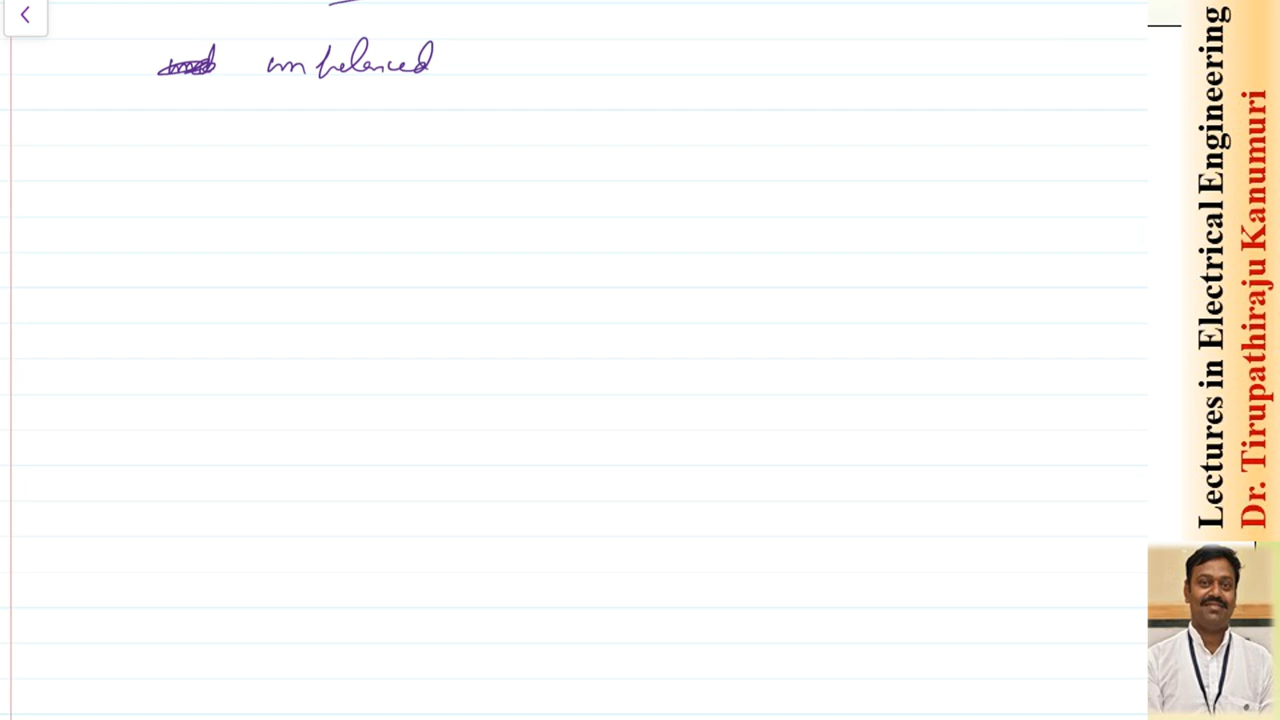 unbalanced
Lectures in Electrical Engineering
Dr. Tirupathiraju Kanumuri